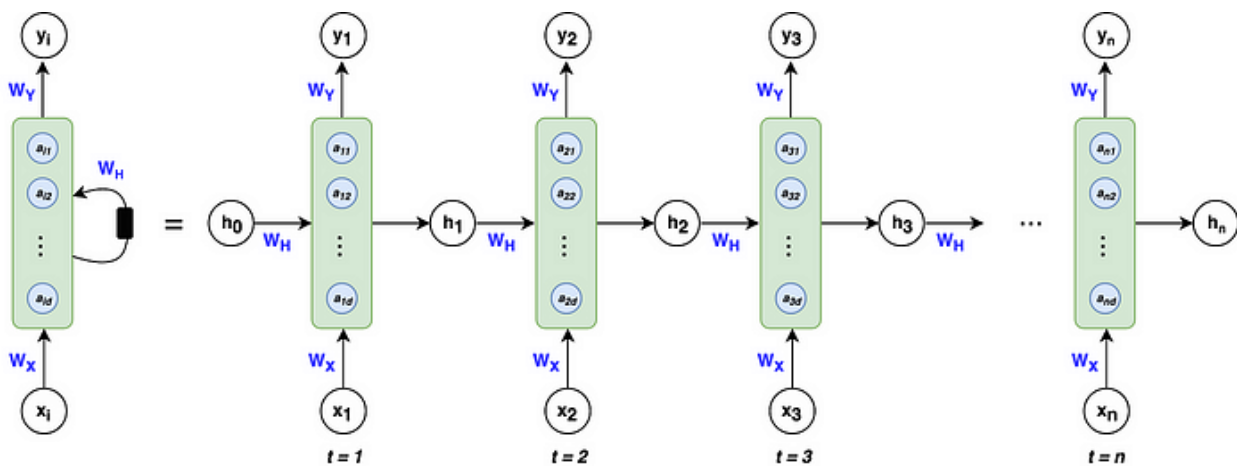 yi y1 y2 y3 yn
WY WY WY WY WY
ai1 a11 a21 a31 an1
WH
ai2 a12 a22 a32 an2
= h0 h1 h2 h3 ... hn
WH WH WH WH
⋮ ⋮ ⋮ ⋮ ⋮
aid a1d a2d a3d and
WX WX WX WX WX
xi x1 x2 x3 xn
t = 1 t = 2 t = 3 t = n